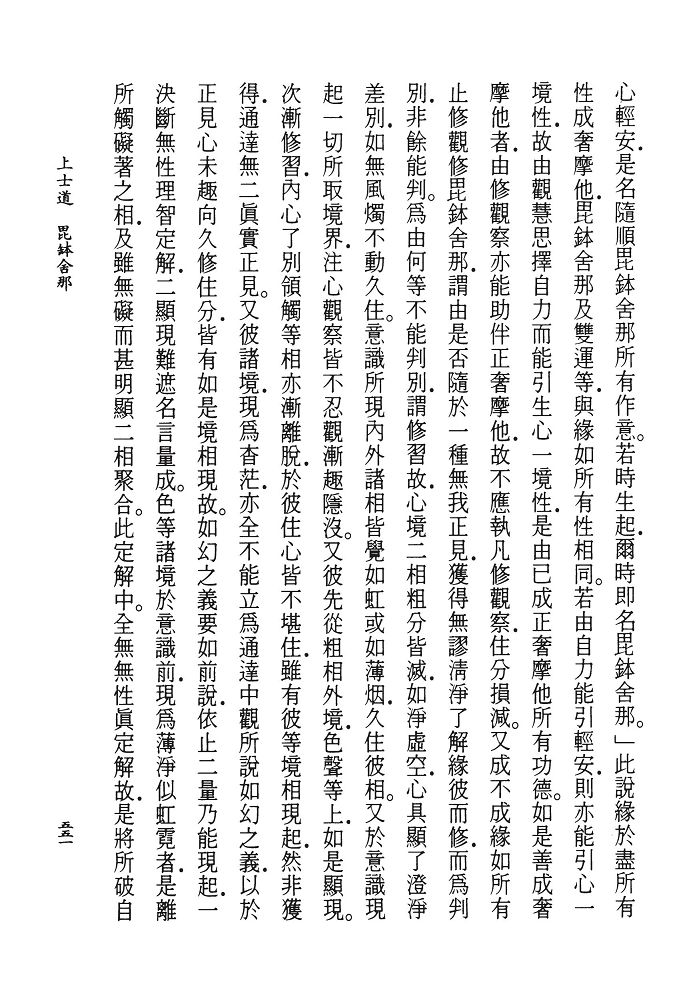 心輕安．是名隨順毘鉢舍那所有作意。若時生起．爾時即名毘鉢舍那。」此說緣於盡所有
性成奢摩他．毘鉢舍那及雙運等．與緣如所有性相同。若由自力能引輕安．則亦能引心一
境性．故由觀慧思擇自力而能引生心一境性．是由已成正奢摩他所有功德。如是善成奢
摩他者．由修觀察亦能助伴正奢摩他．故不應執凡修觀察．住分損減。又成不成緣如所有
止修觀修毘鉢舍那．謂由是否隨於一種無我正見．獲得無謬清淨了解緣彼而修．而爲判
別．非餘能判。爲由何等不能判別．謂修習故．心境二相粗分皆滅．如淨虛空．心具顯了澄淨
差別．如無風燭不動久住。意識所現內外諸相皆覺如虹或如薄烟．久住彼相。又於意識現
起一切所取境界．注心觀察皆不忍觀漸趣隱沒。又彼先從粗相外境．色聲等上．如是顯現。
次漸修習．內心了別領觸等相亦漸離脫．於彼住心皆不堪住．雖有彼等境相現起．然非獲
得．通達無二眞實正見。又彼諸境．現爲杳茫．亦全不能立爲通達中觀所說如幻之義．以於
正見心未趣向久修住分．皆有如是境相現故。如幻之義要如前說．依止二量乃能現起．一
決斷無性理智定解．二顯現難遮名言量成。色等諸境於意識前．現爲薄淨似虹霓者．是離
所觸礙著之相．及雖無礙而甚明顯二相聚合。此定解中。全無無性眞定解故．是將所破自
上士道　毘鉢舍那
五五一